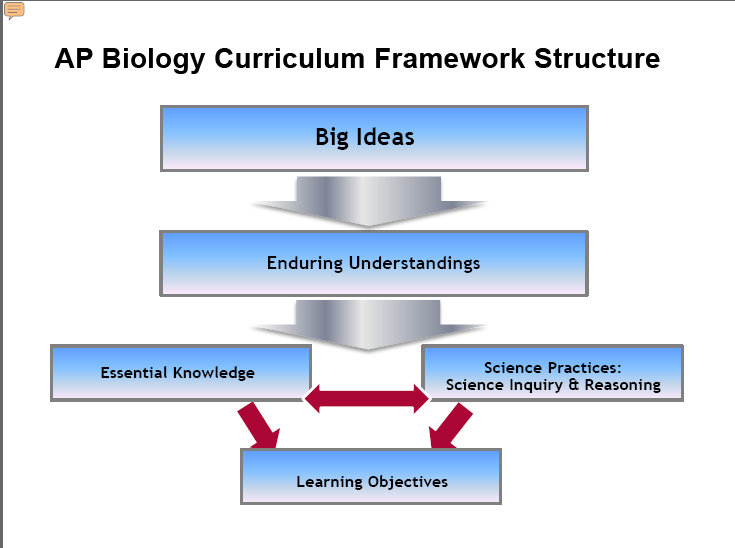 AP Biology Curriculum Framework Structure
Big Ideas
Enduring Understandings
Essential Knowledge
Science Practices:
Science Inquiry & Reasoning
Learning Objectives